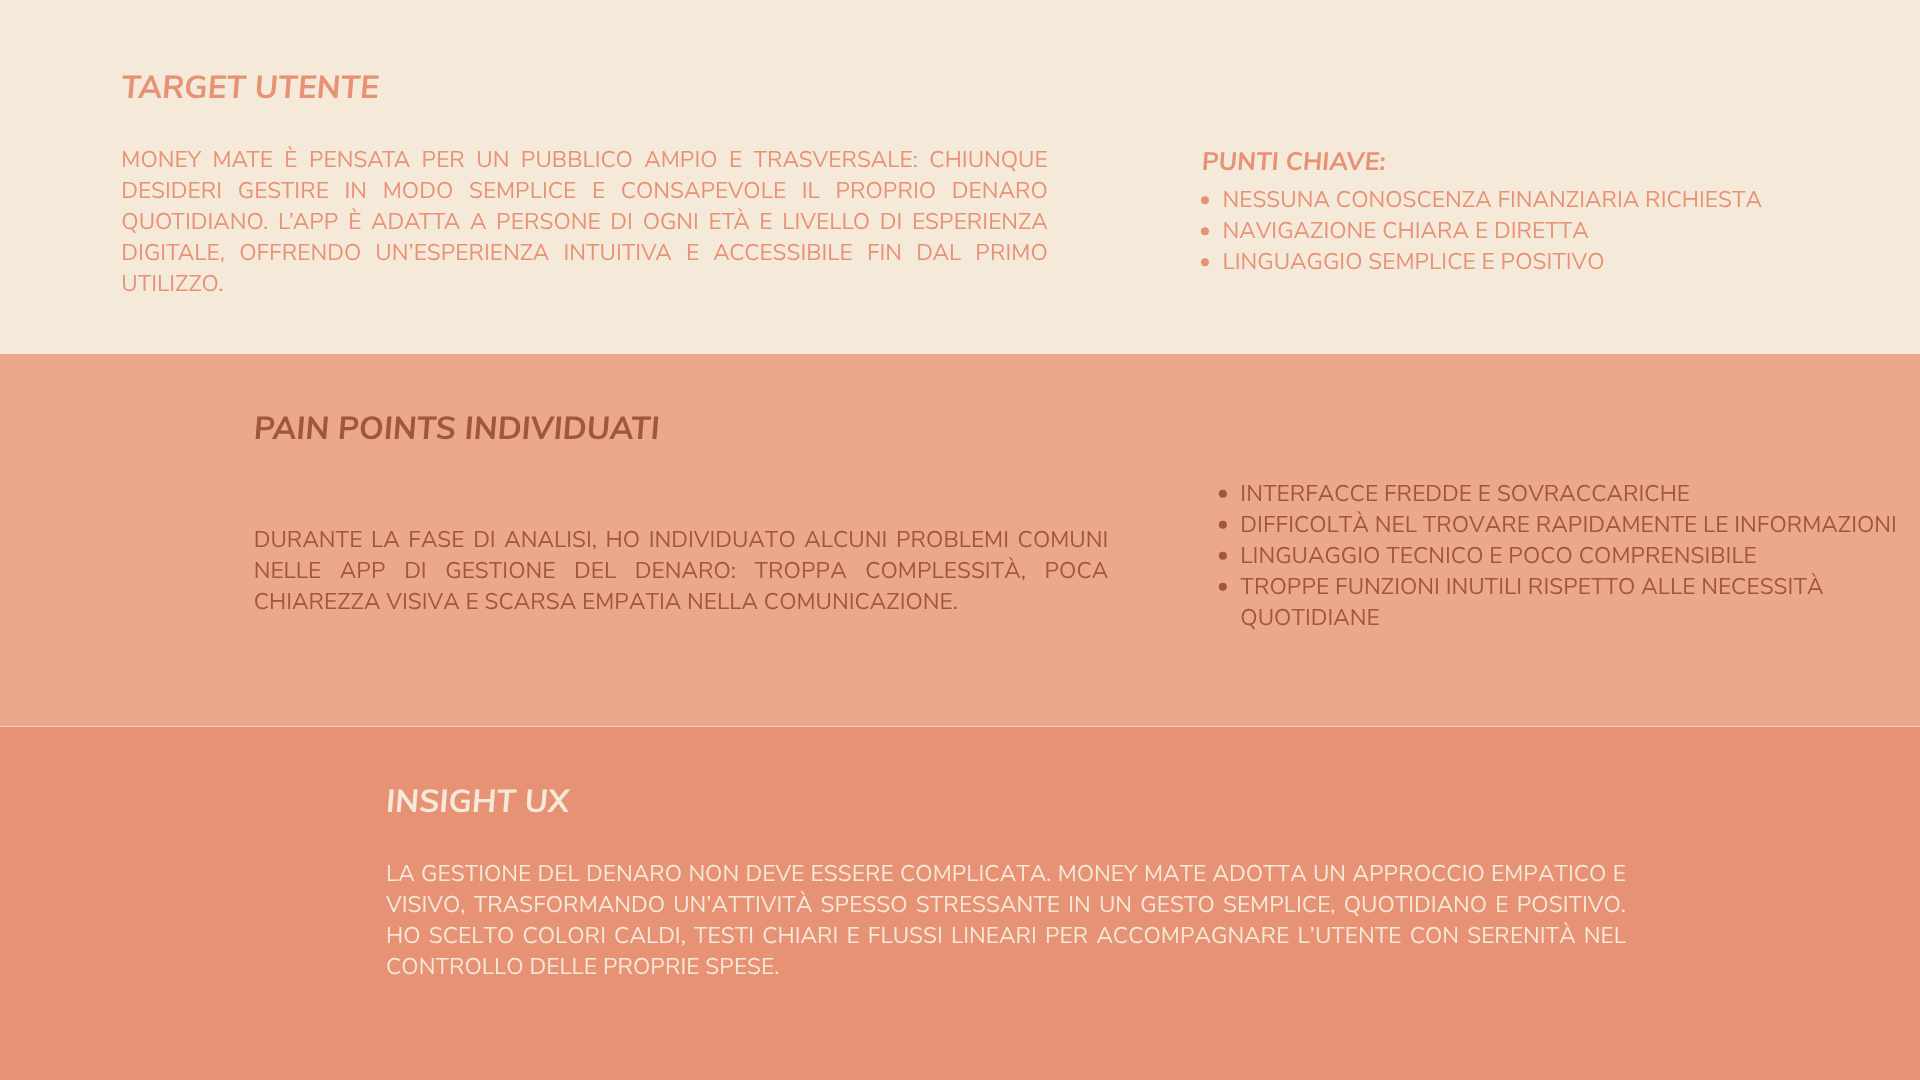 TARGET UTENTE
MONEY MATE È PENSATA PER UN PUBBLICO AMPIO E TRASVERSALE: CHIUNQUE
DESIDERI GESTIRE IN MODO SEMPLICE E CONSAPEVOLE IL PROPRIO DENARO
QUOTIDIANO. L’APP È ADATTA A PERSONE DI OGNI ETÀ E LIVELLO DI ESPERIENZA
DIGITALE, OFFRENDO UN’ESPERIENZA INTUITIVA E ACCESSIBILE FIN DAL PRIMO
UTILIZZO.
PUNTI CHIAVE:
• NESSUNA CONOSCENZA FINANZIARIA RICHIESTA
• NAVIGAZIONE CHIARA E DIRETTA
• LINGUAGGIO SEMPLICE E POSITIVO
PAIN POINTS INDIVIDUATI
DURANTE LA FASE DI ANALISI, HO INDIVIDUATO ALCUNI PROBLEMI COMUNI
NELLE APP DI GESTIONE DEL DENARO: TROPPA COMPLESSITÀ, POCA
CHIAREZZA VISIVA E SCARSA EMPATIA NELLA COMUNICAZIONE.
• INTERFACCE FREDDE E SOVRACCARICHE
• DIFFICOLTÀ NEL TROVARE RAPIDAMENTE LE INFORMAZIONI
• LINGUAGGIO TECNICO E POCO COMPRENSIBILE
• TROPPE FUNZIONI INUTILI RISPETTO ALLE NECESSITÀ
QUOTIDIANE
INSIGHT UX
LA GESTIONE DEL DENARO NON DEVE ESSERE COMPLICATA. MONEY MATE ADOTTA UN APPROCCIO EMPATICO E
VISIVO, TRASFORMANDO UN’ATTIVITÀ SPESSO STRESSANTE IN UN GESTO SEMPLICE, QUOTIDIANO E POSITIVO.
HO SCELTO COLORI CALDI, TESTI CHIARI E FLUSSI LINEARI PER ACCOMPAGNARE L’UTENTE CON SERENITÀ NEL
CONTROLLO DELLE PROPRIE SPESE.